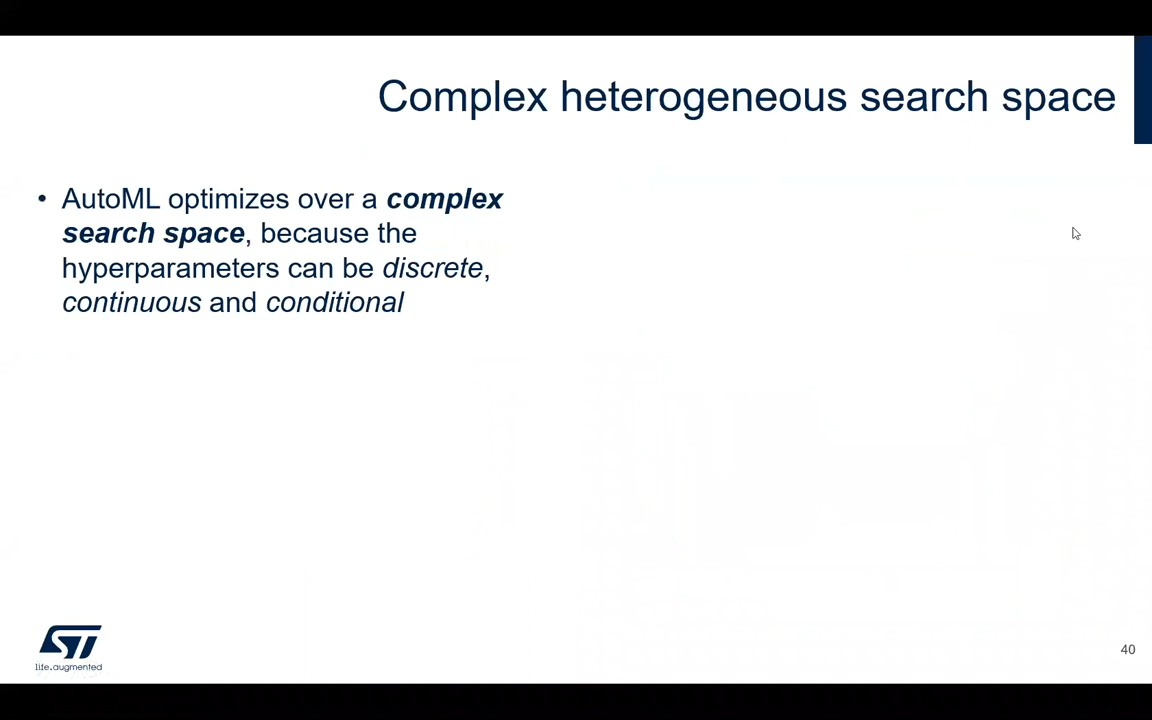 Complex heterogeneous search space
• AutoML optimizes over a complex
search space, because the
hyperparameters can be discrete,
continuous and conditional
ST
life.augmented
40